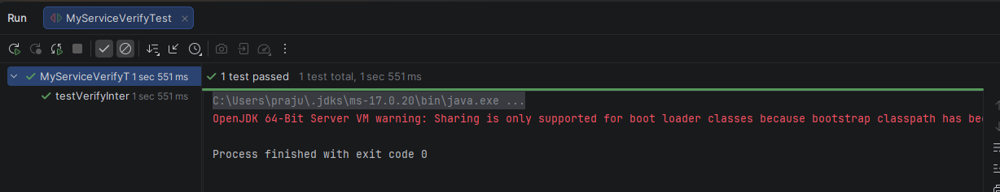 Run MyServiceVerifyTest
MyServiceVerifyT 1 sec 551 ms
testVerifyInter 1 sec 551 ms
1 test passed 1 test total, 1 sec 551 ms
C:\Users\praju\.jdks\ms-17.0.20\bin\java.exe ...
OpenJDK 64-Bit Server VM warning: Sharing is only supported for boot loader classes because bootstrap classpath has bee
Process finished with exit code 0